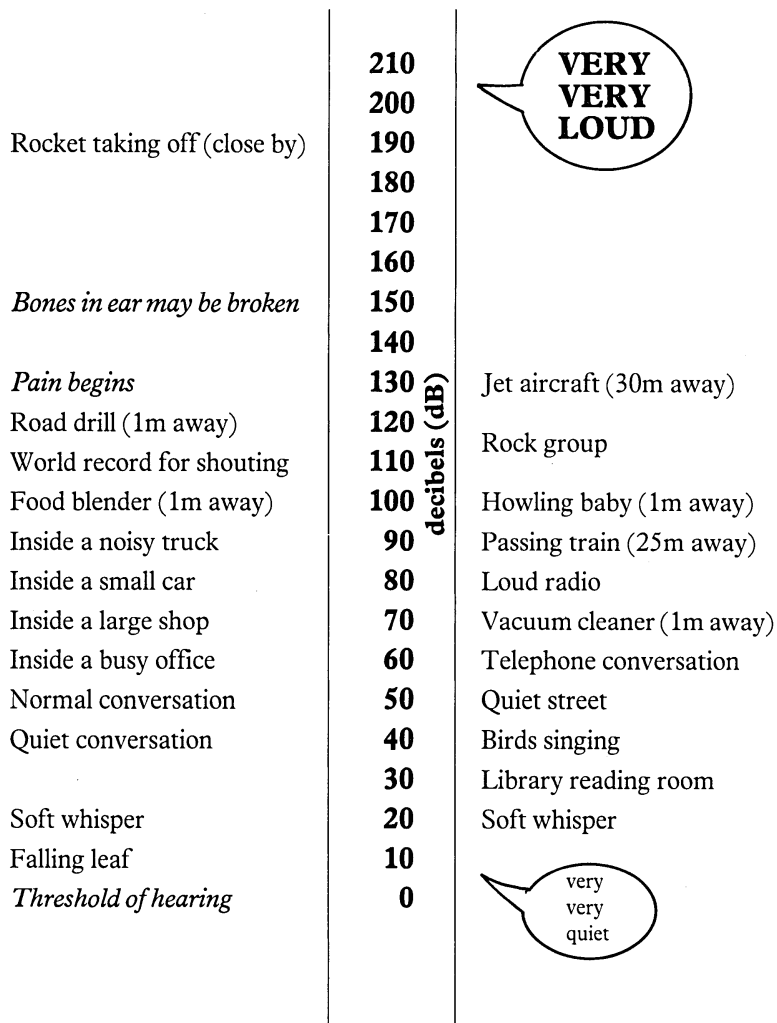 210
VERY
VERY
LOUD
200
Rocket taking off (close by) 190
180
170
160
Bones in ear may be broken 150
140
Pain begins 130 Jet aircraft (30m away)
decibels (dB)
Road drill (1m away) 120
Rock group
World record for shouting 110
Food blender (1m away) 100 Howling baby (1m away)
Inside a noisy truck 90 Passing train (25m away)
Inside a small car 80 Loud radio
Inside a large shop 70 Vacuum cleaner (1m away)
Inside a busy office 60 Telephone conversation
Normal conversation 50 Quiet street
Quiet conversation 40 Birds singing
30 Library reading room
Soft whisper 20 Soft whisper
Falling leaf 10
Threshold of hearing 0
very
very
quiet